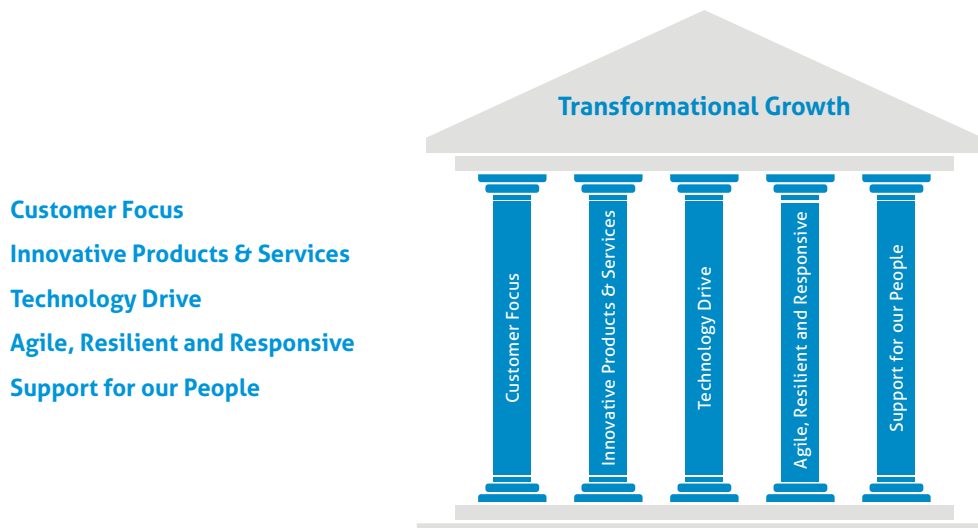 Transformational Growth
Customer Focus
Innovative Products & Services
Technology Drive
Agile, Resilient and Responsive
Support for our People
Customer Focus
Innovative Products & Services
Technology Drive
Agile, Resilient and Responsive
Support for our People